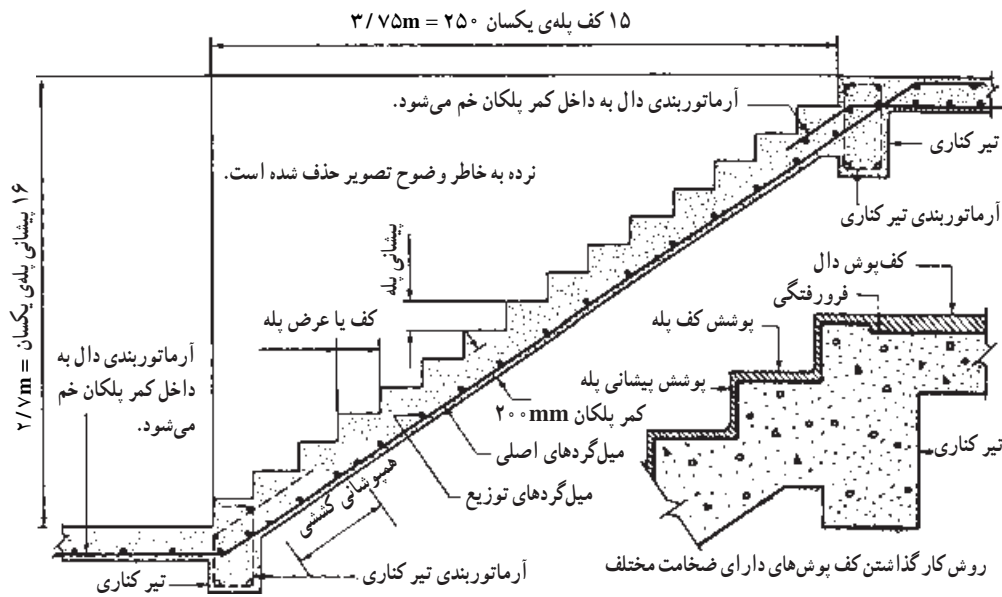 ۱۵ کف پله‌ی یکسان ۲۵۰ = ۳/۷۵m
آرماتوربندی دال به داخل کمر پلکان خم می‌شود.
تیر کناری
نرده به خاطر وضوح تصویر حذف شده است.
آرماتوربندی تیر کناری
۱۶ پیشانی پله‌ی یکسان = ۲/۷m
پیشانی پله
کف یا عرض پله
کف‌پوش دال
فرورفتگی
پوشش کف پله
پوشش پیشانی پله
تیر کناری
آرماتوربندی دال به
داخل کمر پلکان خم
می‌شود.
کمر پلکان ۲۰۰mm
میل‌گردهای اصلی
میل‌گردهای توزیع
همپوشانی کششی
تیر کناری
آرماتوربندی تیر کناری
روش کار گذاشتن کف پوش‌های دارای ضخامت مختلف